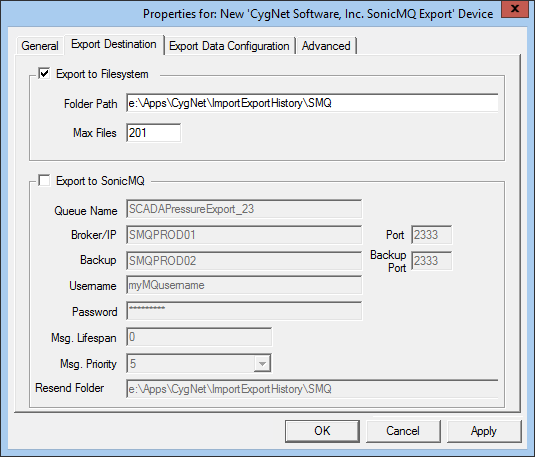 Properties for: New 'CygNet Software, Inc. SonicMQ Export' Device
x
General Export Destination Export Data Configuration Advanced
Export to Filesystem
Folder Path e:\Apps\CygNet\ImportExportHistory\SMQ
Max Files 201
Export to SonicMQ
Queue Name SCADAPressureExport_23
Broker/IP SMQPROD01 Port 2333
Backup SMQPROD02 Backup Port 2333
Username myMQusername
Password *********
Msg. Lifespan 0
Msg. Priority 5
Resend Folder e:\Apps\CygNet\ImportExportHistory\SMQ
OK Cancel Apply